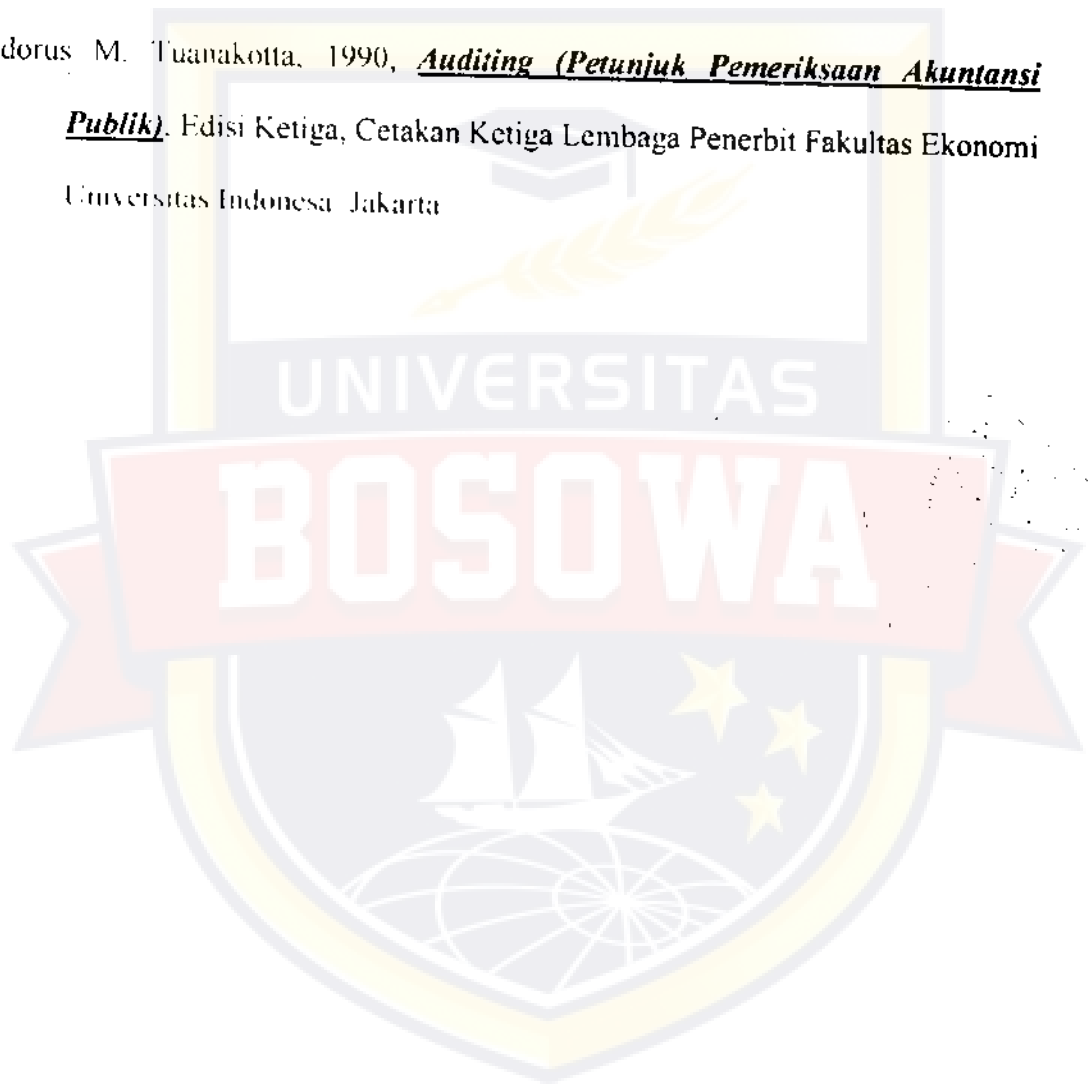 dorus M. Tuanakotta, 1990, Auditing (Petunjuk Pemeriksaan Akuntansi
Publik). Edisi Ketiga, Cetakan Ketiga Lembaga Penerbit Fakultas Ekonomi
Universitas Indonesa Jakarta
UNIVERSITAS
BOSOWA